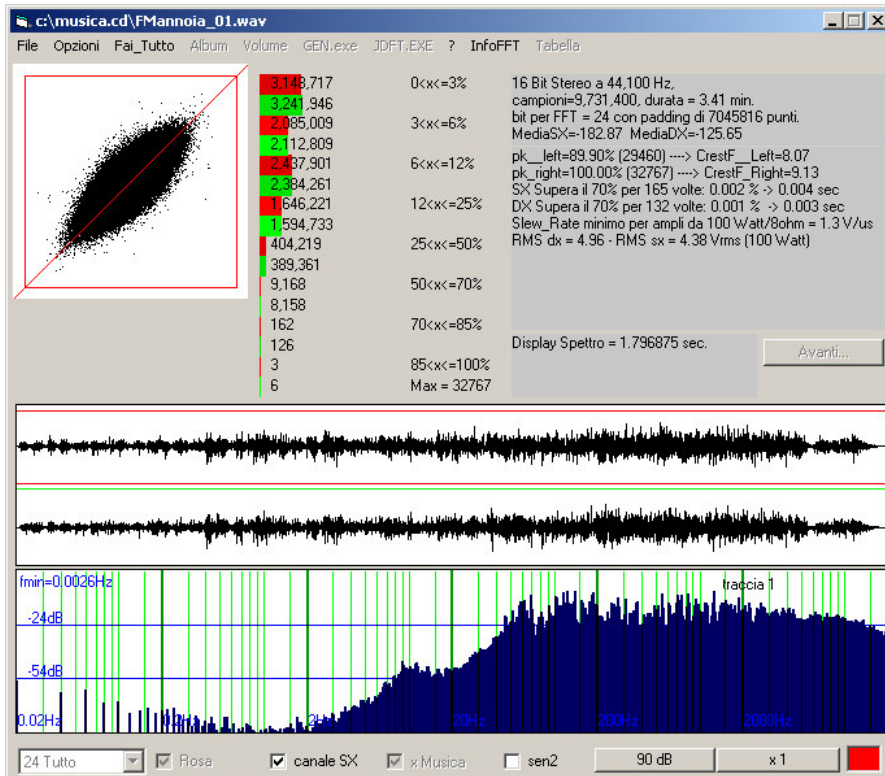 c:\musica.cd\FMannoia_01.wav
File Opzioni Fai_Tutto Album Volume GEN.exe JDFT.EXE ? InfoFFT Tabella
3,148,717 0<x<=3%
3,241,946
2,085,009 3<x<=6%
2,112,809
2,437,901 6<x<=12%
2,384,261
1,646,221 12<x<=25%
1,594,733
404,219 25<x<=50%
389,361
9,168 50<x<=70%
8,158
162 70<x<=85%
126
3 85<x<=100%
6 Max = 32767
16 Bit Stereo a 44,100 Hz,
campioni=9,731,400, durata = 3.41 min.
bit per FFT = 24 con padding di 7045816 punti.
MediaSX=-182.87 MediaDX=-125.65
pk__left=89.90% (29460) ----> CrestF__Left=8.07
pk_right=100.00% (32767) ---> CrestF_Right=9.13
SX Supera il 70% per 165 volte: 0.002 % -> 0.004 sec
DX Supera il 70% per 132 volte: 0.001 % -> 0.003 sec
Slew_Rate minimo per ampli da 100 Watt/8ohm = 1.3 V/us
RMS dx = 4.96 - RMS sx = 4.38 Vrms (100 Watt)
Display Spettro = 1.796875 sec.
Avanti...
fmin=0.0026Hz
traccia 1
-24dB
-54dB
0.02Hz 0.2Hz 2Hz 20Hz 200Hz 2000Hz
24 Tutto Rosa canale SX x Musica sen2 90 dB x 1